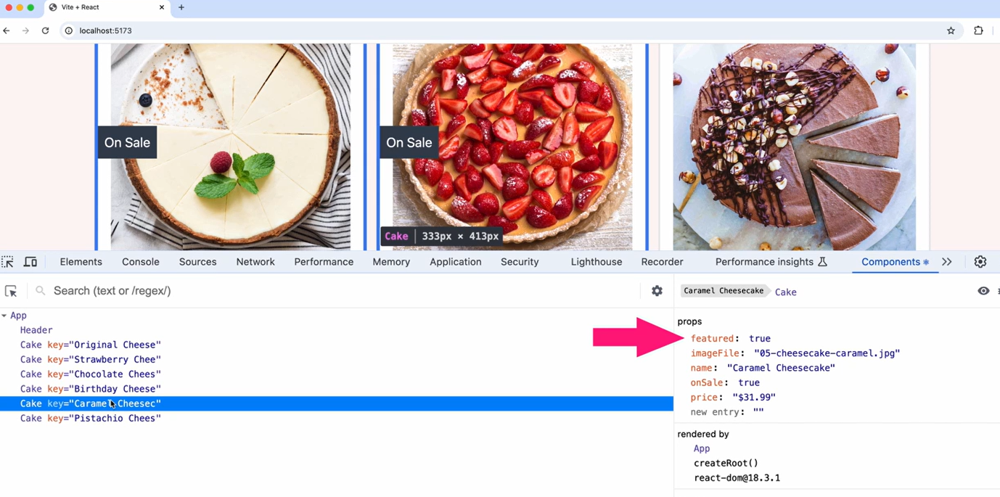 Vite + React
localhost:5173
On Sale
On Sale
Cake 333px × 413px
Elements Console Sources Network Performance Memory Application Security Lighthouse Recorder Performance insights Components
Search (text or /regex/)
Caramel Cheesecake Cake
App
Header
Cake key="Original Cheese"
Cake key="Strawberry Chee"
Cake key="Chocolate Chees"
Cake key="Birthday Cheese"
Cake key="Caramel Cheesec"
Cake key="Pistachio Chees"
props
featured: true
imageFile: "05-cheesecake-caramel.jpg"
name: "Caramel Cheesecake"
onSale: true
price: "$31.99"
new entry: ""
rendered by
App
createRoot()
react-dom@18.3.1